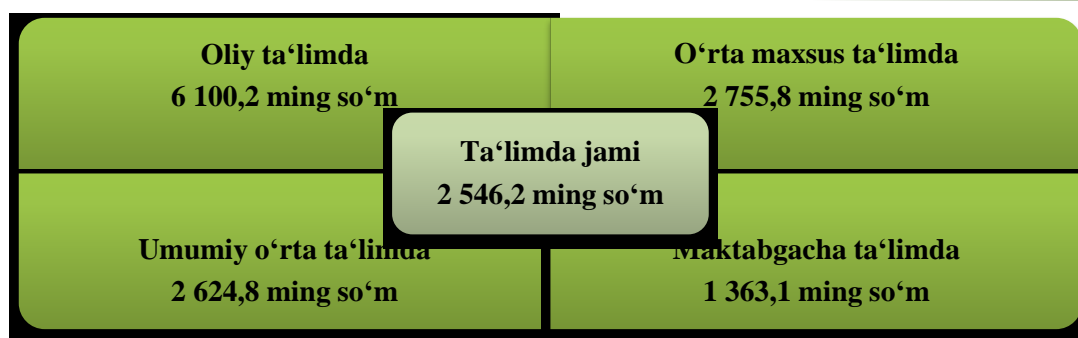 Oliy ta‘limda
6 100,2 ming so‘m
O‘rta maxsus ta‘limda
2 755,8 ming so‘m
Ta‘limda jami
2 546,2 ming so‘m
Umumiy o‘rta ta‘limda
2 624,8 ming so‘m
Maktabgacha ta‘limda
1 363,1 ming so‘m